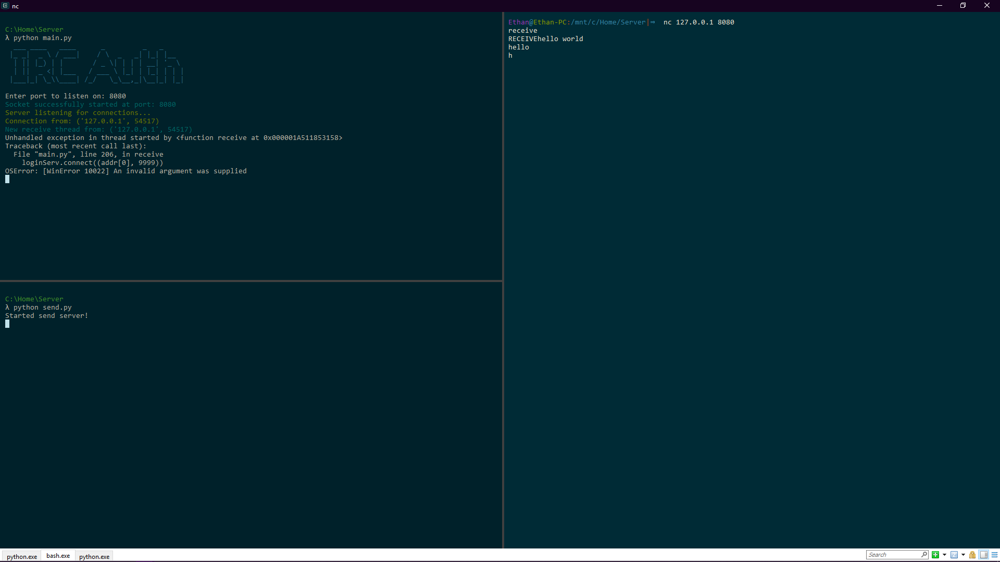 nc
C:\Home\Server
λ python main.py
IRC Auth
Enter port to listen on: 8080
Socket successfully started at port: 8080
Server listening for connections...
Connection from: ('127.0.0.1', 54517)
New receive thread from: ('127.0.0.1', 54517)
Unhandled exception in thread started by <function receive at 0x000001A511853158>
Traceback (most recent call last):
File "main.py", line 206, in receive
loginServ.connect((addr[0], 9999))
OSError: [WinError 10022] An invalid argument was supplied
C:\Home\Server
λ python send.py
Started send server!
Ethan@Ethan-PC:/mnt/c/Home/Server|⇒ nc 127.0.0.1 8080
receive
RECEIVEhello world
hello
h
python.exe
bash.exe
python.exe
Search